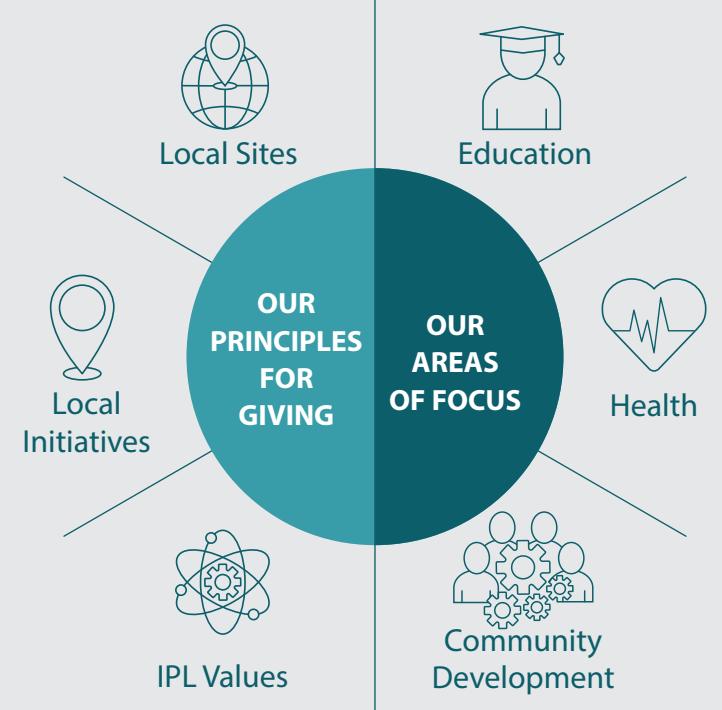 Local Sites
Education
OUR
PRINCIPLES
FOR
GIVING
OUR
AREAS
OF FOCUS
Local
Initiatives
Health
IPL Values
Community
Development